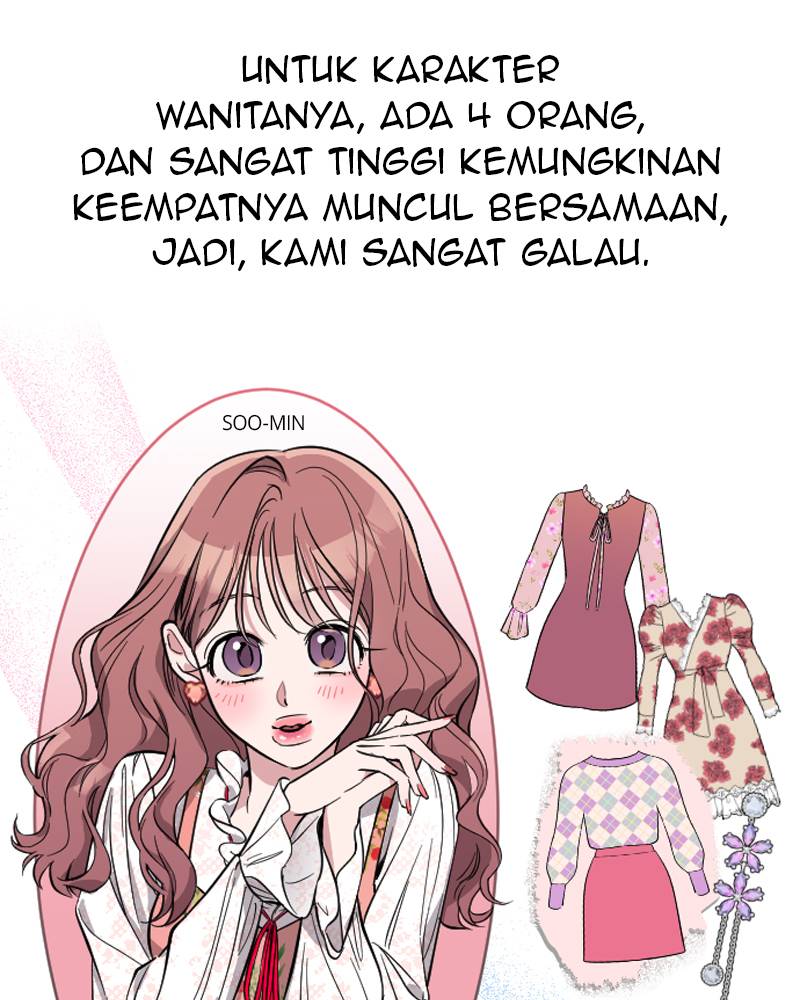 UNTUK KARAKTER
WANITANYA, ADA 4 ORANG,
DAN SANGAT TINGGI KEMUNGKINAN
KEEMPATNYA MUNCUL BERSAMAAN,
JADI, KAMI SANGAT GALAU.
SOO-MIN